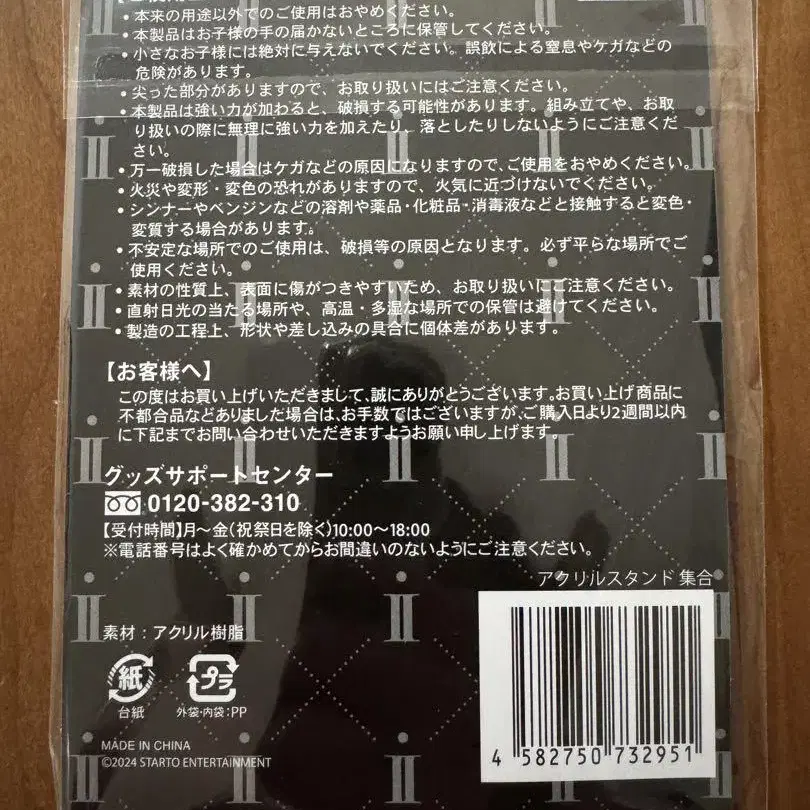 ・本来の用途以外でのご使用はおやめください。
・本製品はお子様の手の届かないところに保管してください。
・小さなお子様には絶対に与えないでください。誤飲による窒息やケガなどの
危険があります。
・尖った部分がありますので、お取り扱いにはご注意ください。
・本製品は強い力が加わると、破損する可能性があります。組み立てや、お取
り扱いの際に無理に強い力を加えたり、落としたりしないようにご注意くだ
さい。
・万一破損した場合はケガなどの原因になりますので、ご使用をおやめください。
・火災や変形・変色の恐れがありますので、火気に近づけないでください。
・シンナーやベンジンなどの溶剤や薬品・化粧品・消毒液などと接触すると変色・
変質する場合があります。
・不安定な場所でのご使用は、破損等の原因となります。必ず平らな場所でご
使用ください。
・素材の性質上、表面に傷がつきやすいため、お取り扱いにご注意ください。
・直射日光の当たる場所や、高温・多湿な場所での保管は避けてください。
・製造の工程上、形状や差し込みの具合に個体差があります。
【お客様へ】
この度はお買い上げいただきまして、誠にありがとうございます。お買い上げ商品に
不都合品などありました場合は、お手数ではございますが、ご購入日より2週間以内
に下記までお問い合わせいただきますようお願い申し上げます。
グッズサポートセンター
0120-382-310
【受付時間】月〜金(祝祭日を除く)10:00〜18:00
※電話番号はよく確かめてからお間違いのないようにご注意ください。
アクリルスタンド 集合
素材：アクリル樹脂
紙
プラ
台紙
外袋・内袋：PP
MADE IN CHINA
©2024 STARTO ENTERTAINMENT
4 582750 732951